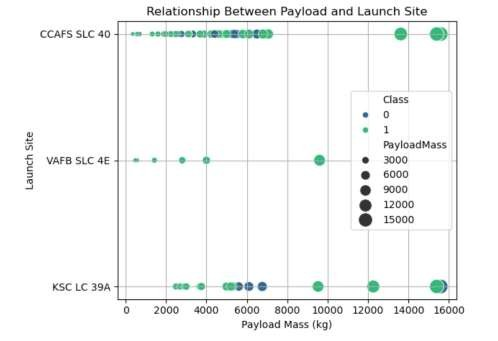 Relationship Between Payload and Launch Site
CCAFS SLC 40
VAFB SLC 4E
KSC LC 39A
Launch Site
Class
0
1
PayloadMass
3000
6000
9000
12000
15000
0 2000 4000 6000 8000 10000 12000 14000 16000
Payload Mass (kg)